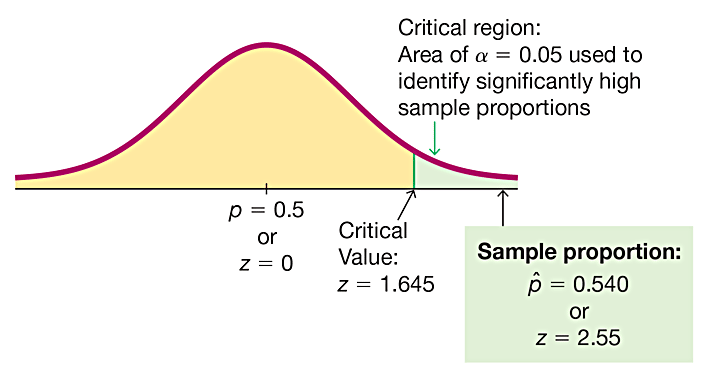 Critical region:
Area of α = 0.05 used to
identify significantly high
sample proportions
p = 0.5
or
z = 0
Critical
Value:
z = 1.645
Sample proportion:
p̂ = 0.540
or
z = 2.55